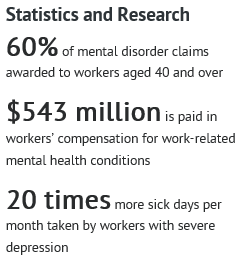 Statistics and Research
60% of mental disorder claims
awarded to workers aged 40 and over
$543 million is paid in
workers’ compensation for work-related
mental health conditions
20 times more sick days per
month taken by workers with severe
depression